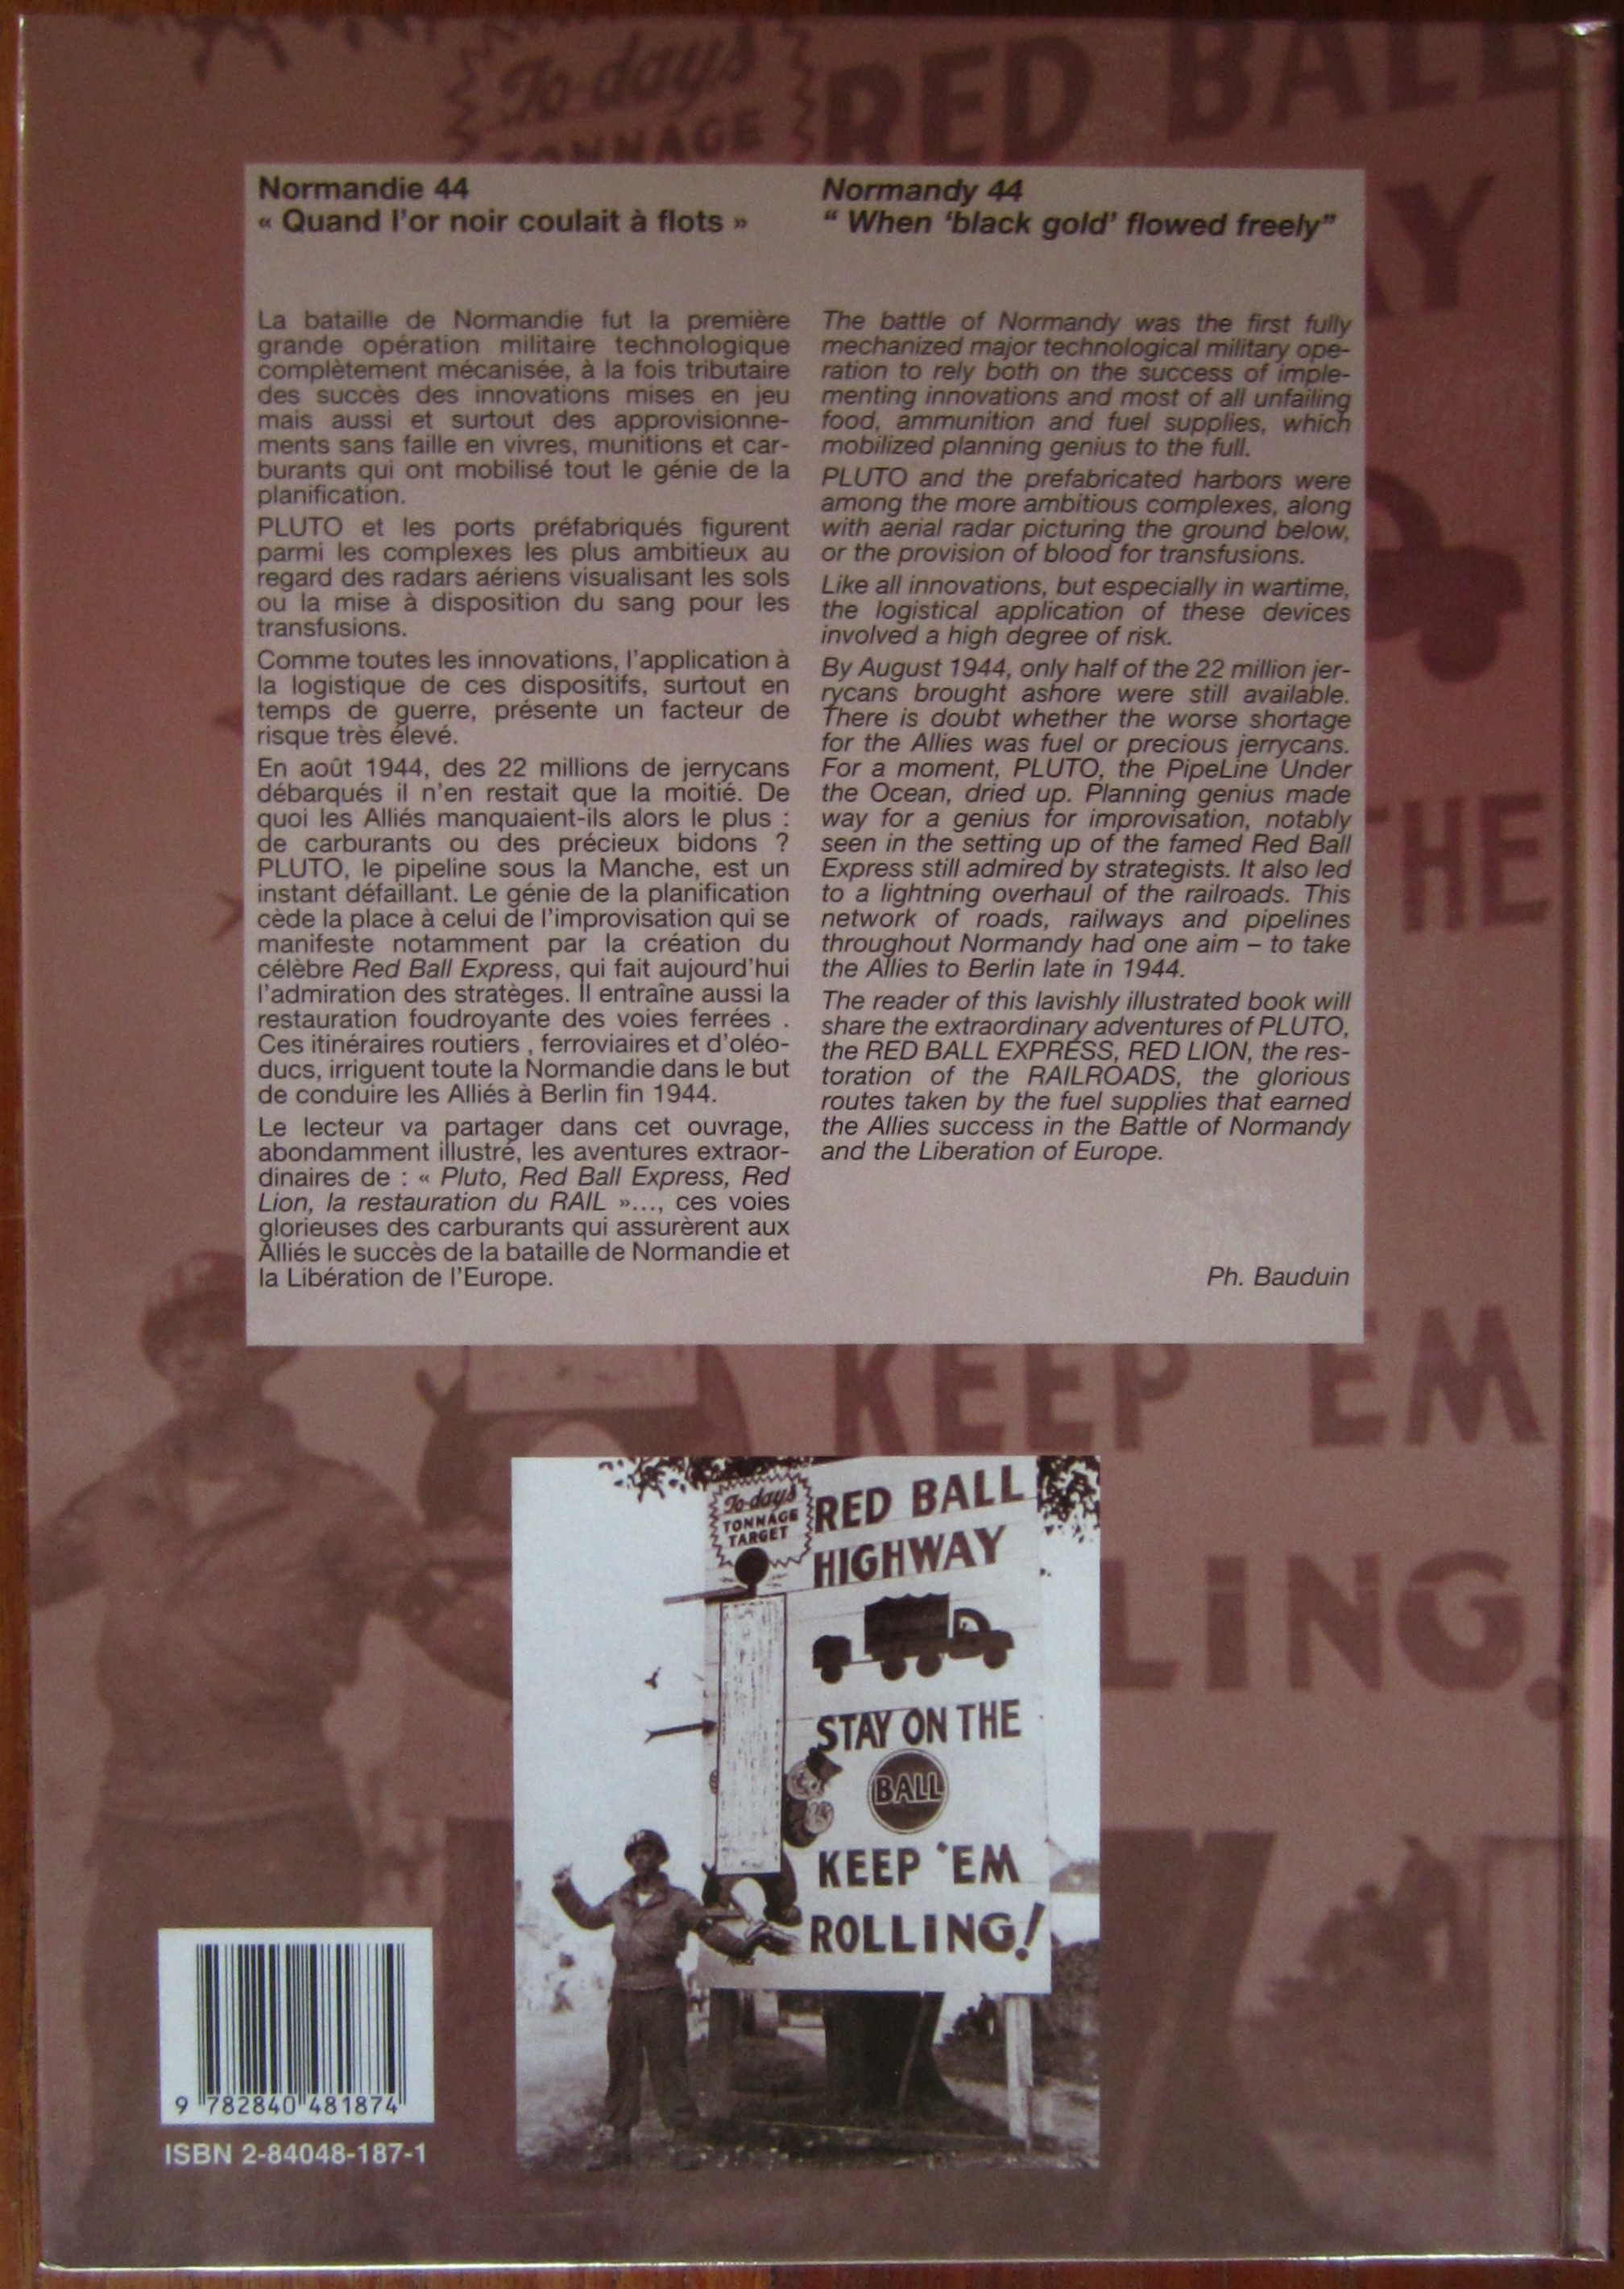 To-days
TONNAGE
RED BALL
Normandie 44
« Quand l'or noir coulait à flots »
La bataille de Normandie fut la première
grande opération militaire technologique
complètement mécanisée, à la fois tributaire
des succès des innovations mises en jeu
mais aussi et surtout des approvisionne-
ments sans faille en vivres, munitions et car-
burants qui ont mobilisé tout le génie de la
planification.
PLUTO et les ports préfabriqués figurent
parmi les complexes les plus ambitieux au
regard des radars aériens visualisant les sols
ou la mise à disposition du sang pour les
transfusions.
Comme toutes les innovations, l'application à
la logistique de ces dispositifs, surtout en
temps de guerre, présente un facteur de
risque très élevé.
En août 1944, des 22 millions de jerrycans
débarqués il n'en restait que la moitié. De
quoi les Alliés manquaient-ils alors le plus :
de carburants ou des précieux bidons ?
PLUTO, le pipeline sous la Manche, est un
instant défaillant. Le génie de la planification
cède la place à celui de l'improvisation qui se
manifeste notamment par la création du
célèbre Red Ball Express, qui fait aujourd'hui
l'admiration des stratèges. Il entraîne aussi la
restauration foudroyante des voies ferrées .
Ces itinéraires routiers , ferroviaires et d'oléo-
ducs, irriguent toute la Normandie dans le but
de conduire les Alliés à Berlin fin 1944.
Le lecteur va partager dans cet ouvrage,
abondamment illustré, les aventures extraor-
dinaires de : « Pluto, Red Ball Express, Red
Lion, la restauration du RAIL »..., ces voies
glorieuses des carburants qui assurèrent aux
Alliés le succès de la bataille de Normandie et
la Libération de l'Europe.
Normandy 44
“ When ‘black gold’ flowed freely”
The battle of Normandy was the first fully
mechanized major technological military ope-
ration to rely both on the success of imple-
menting innovations and most of all unfailing
food, ammunition and fuel supplies, which
mobilized planning genius to the full.
PLUTO and the prefabricated harbors were
among the more ambitious complexes, along
with aerial radar picturing the ground below,
or the provision of blood for transfusions.
Like all innovations, but especially in wartime,
the logistical application of these devices
involved a high degree of risk.
By August 1944, only half of the 22 million jer-
rycans brought ashore were still available.
There is doubt whether the worse shortage
for the Allies was fuel or precious jerrycans.
For a moment, PLUTO, the PipeLine Under
the Ocean, dried up. Planning genius made
way for a genius for improvisation, notably
seen in the setting up of the famed Red Ball
Express still admired by strategists. It also led
to a lightning overhaul of the railroads. This
network of roads, railways and pipelines
throughout Normandy had one aim – to take
the Allies to Berlin late in 1944.
The reader of this lavishly illustrated book will
share the extraordinary adventures of PLUTO,
the RED BALL EXPRESS, RED LION, the res-
toration of the RAILROADS, the glorious
routes taken by the fuel supplies that earned
the Allies success in the Battle of Normandy
and the Liberation of Europe.
Ph. Bauduin
AY
THE
KEEP 'EM
LING!
To-days
TONNAGE
TARGET
RED BALL
HIGHWAY
STAY ON THE
BALL
KEEP 'EM
ROLLING!
9 782840 481874
ISBN 2-84048-187-1